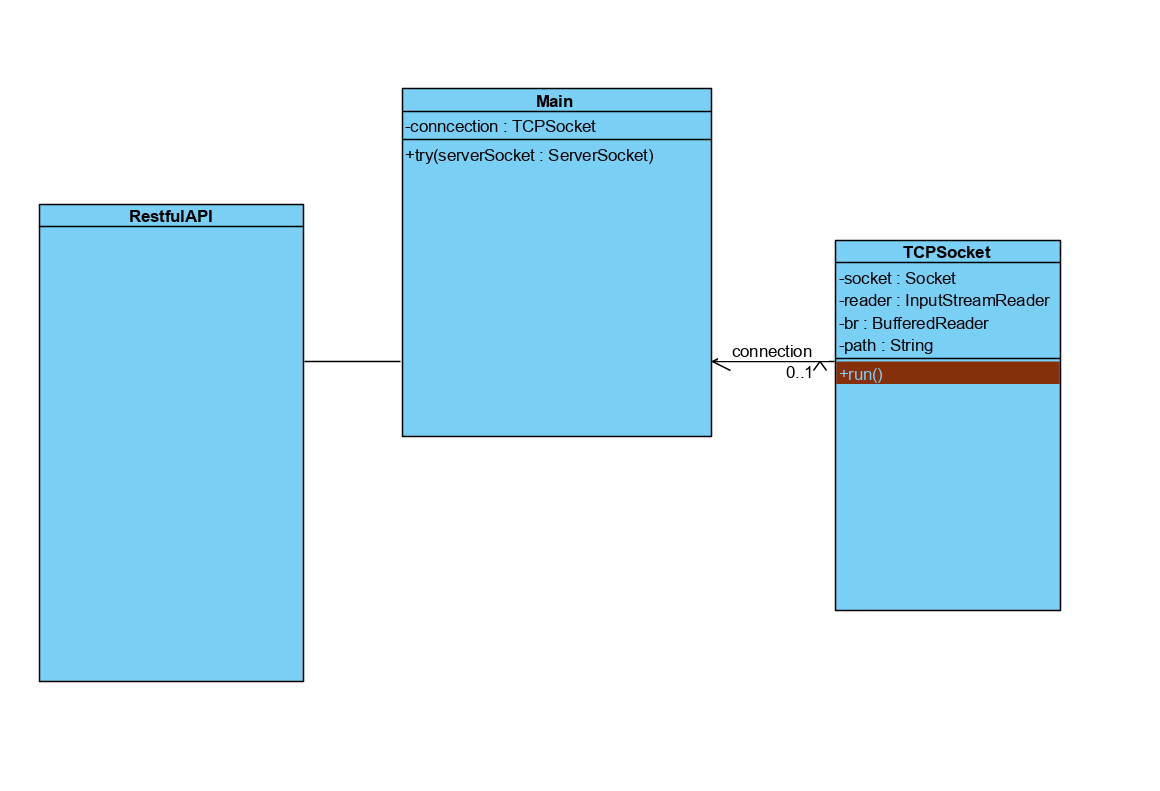 Main
-conncection : TCPSocket
+try(serverSocket : ServerSocket)
RestfulAPI
TCPSocket
-socket : Socket
-reader : InputStreamReader
-br : BufferedReader
-path : String
+run()
connection
0..1